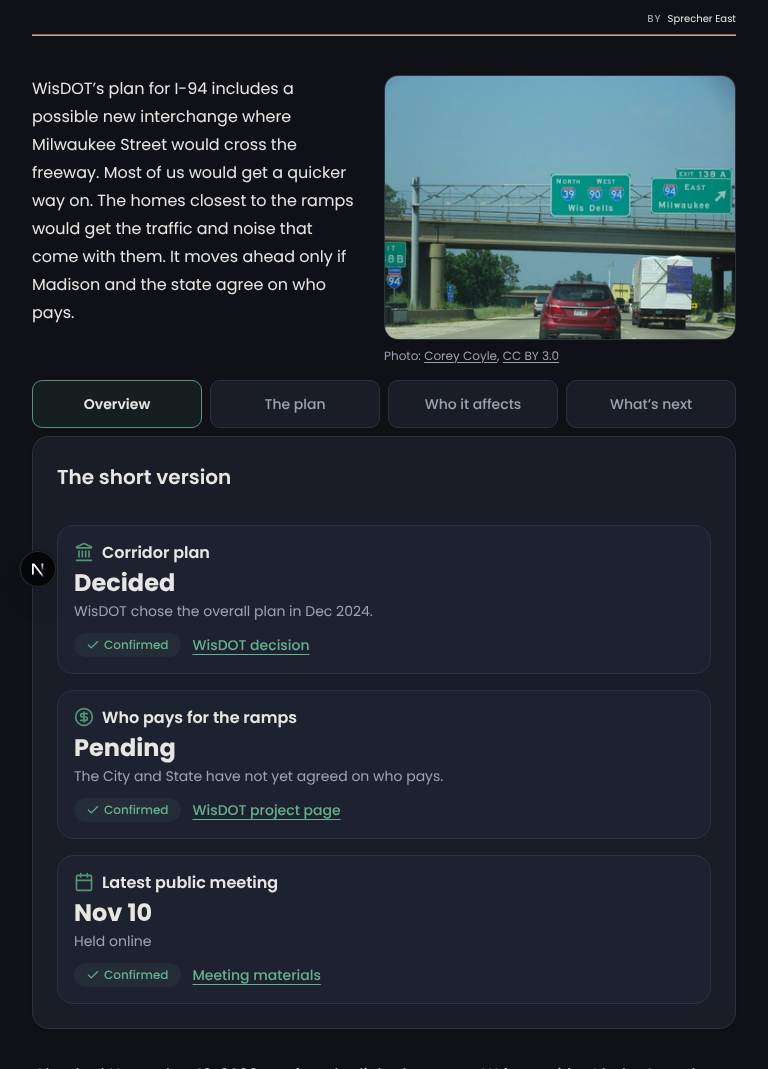 BY Sprecher East
WisDOT’s plan for I-94 includes a
possible new interchange where
Milwaukee Street would cross the
freeway. Most of us would get a quicker
way on. The homes closest to the ramps
would get the traffic and noise that
come with them. It moves ahead only if
Madison and the state agree on who
pays.
EXIT 138 A
NORTH WEST
39 90 94
Wis Dells
94 EAST
Milwaukee
IT
8B
94
Photo: Corey Coyle, CC BY 3.0
Overview
The plan
Who it affects
What’s next
The short version
Corridor plan
Decided
WisDOT chose the overall plan in Dec 2024.
Confirmed WisDOT decision
N
Who pays for the ramps
Pending
The City and State have not yet agreed on who pays.
Confirmed WisDOT project page
Latest public meeting
Nov 10
Held online
Confirmed Meeting materials